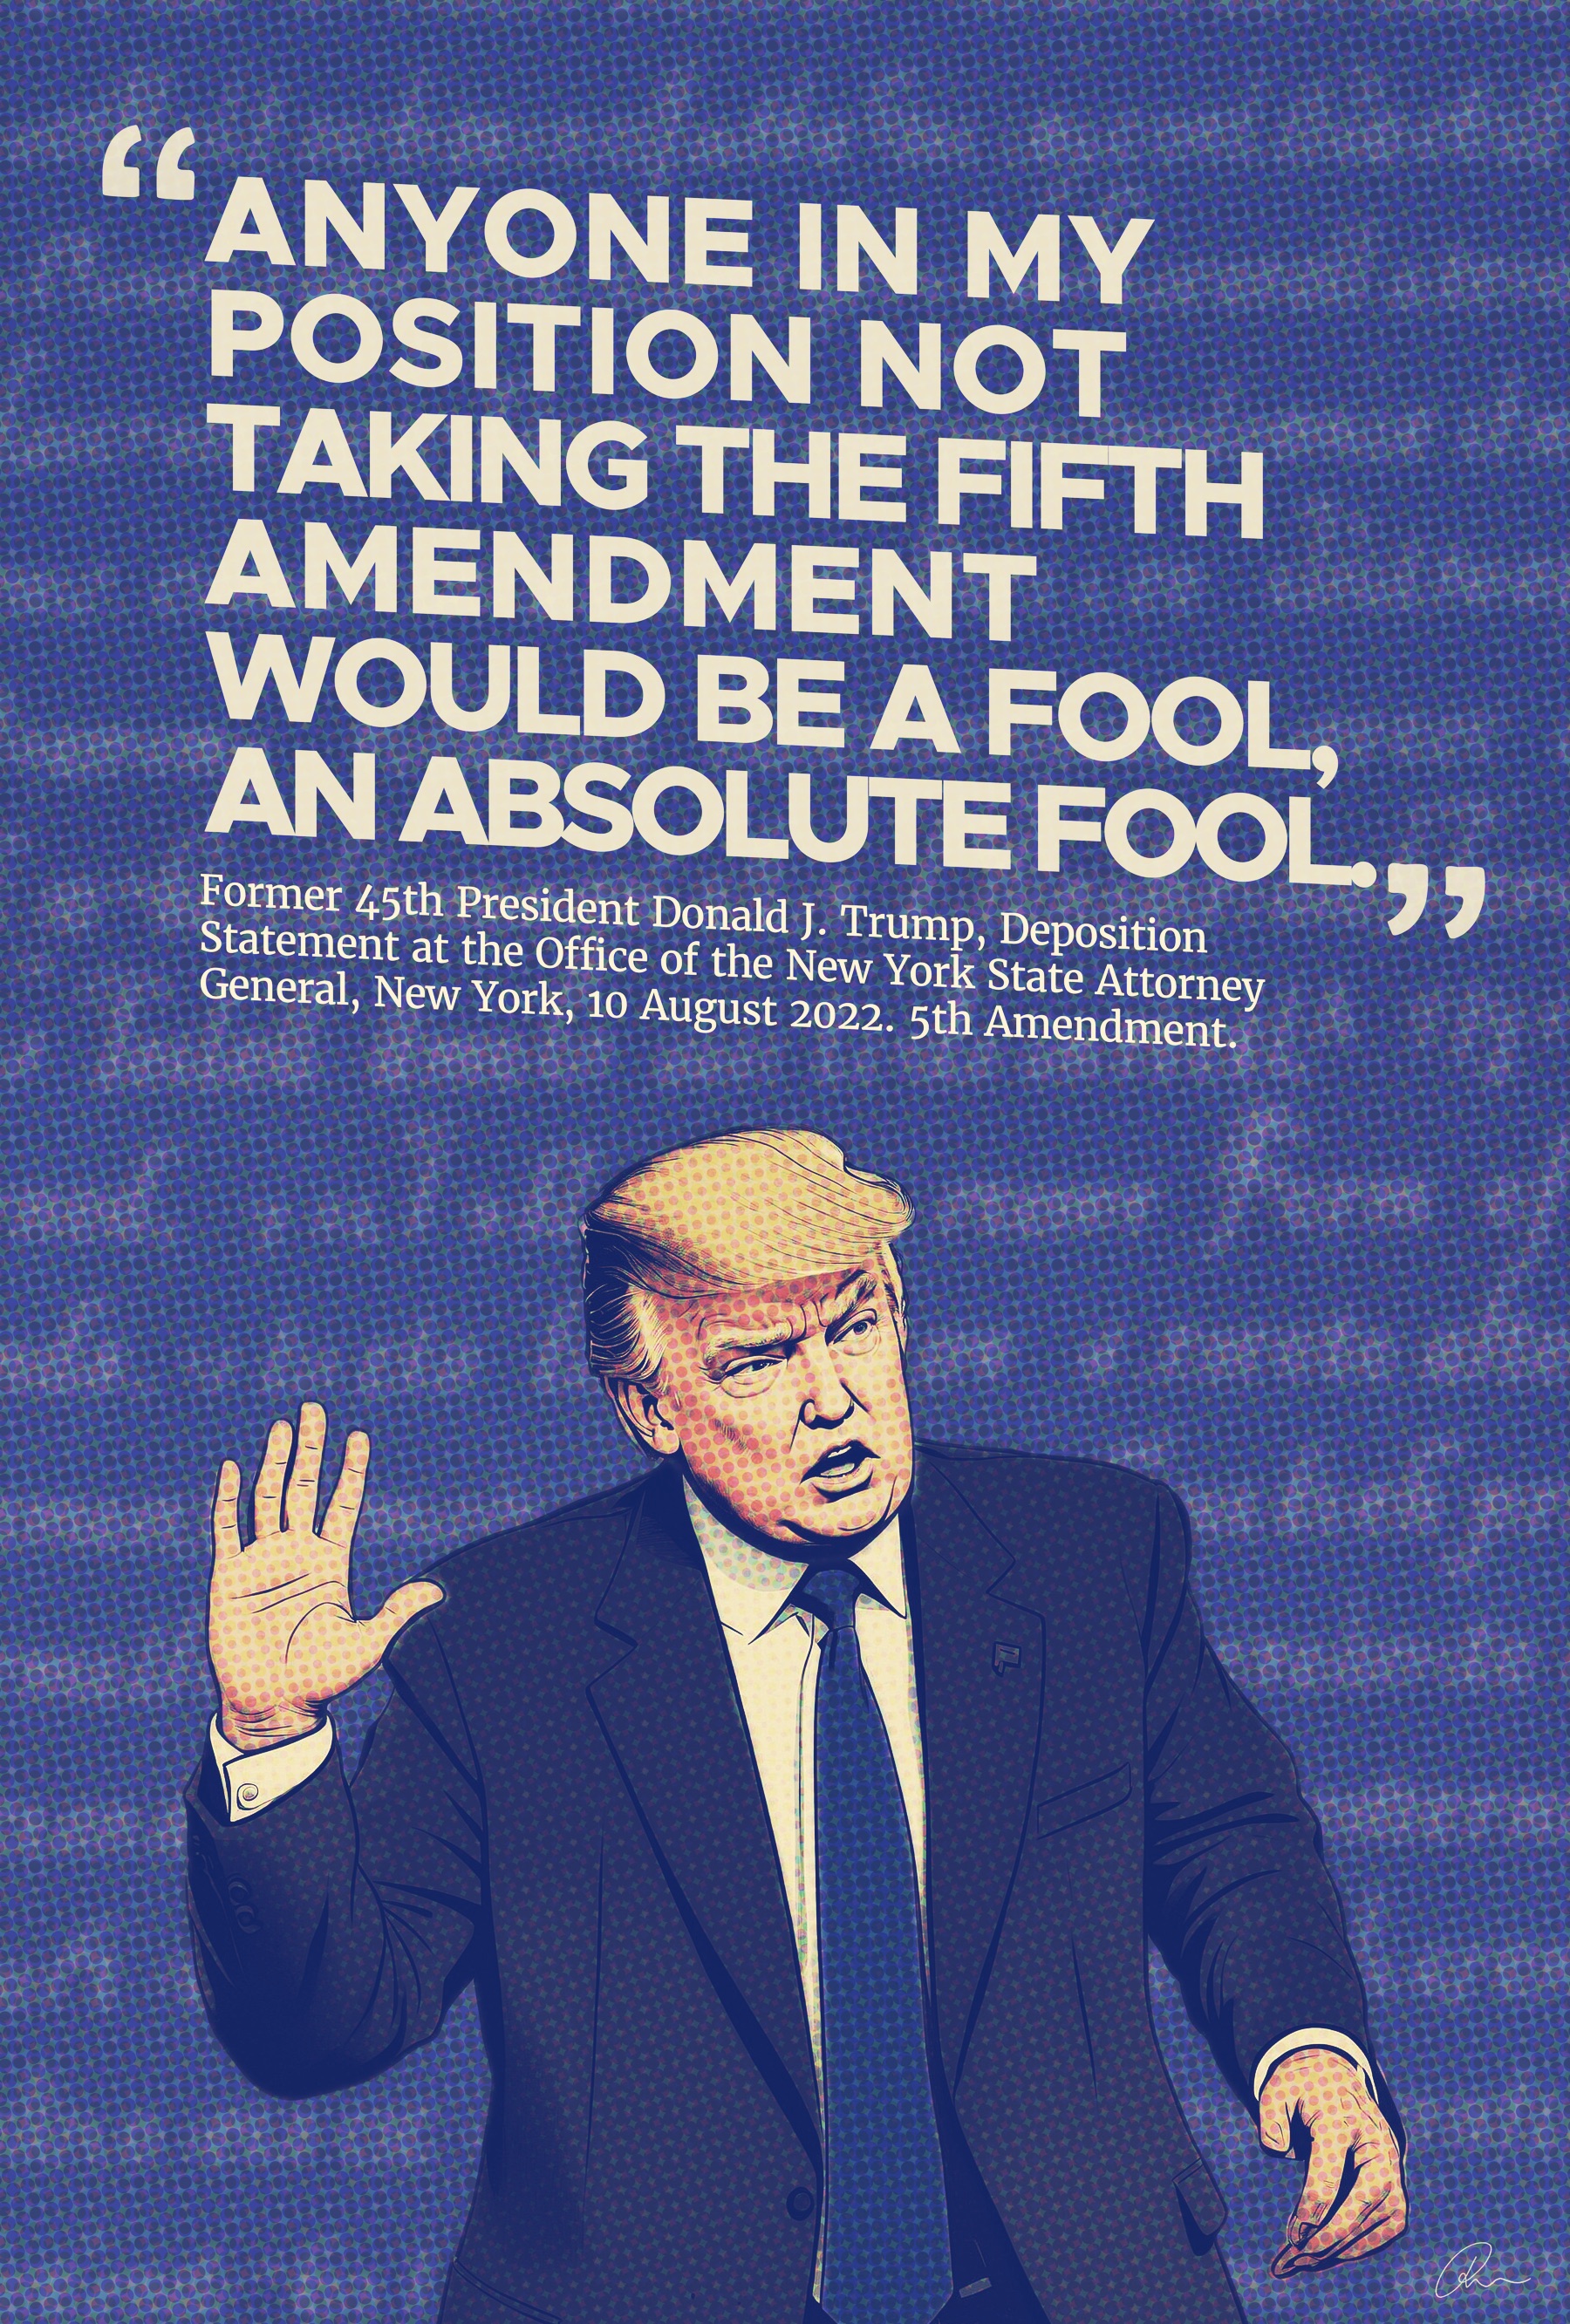 “ANYONE IN MY
POSITION NOT
TAKING THE FIFTH
AMENDMENT
WOULD BE A FOOL,
AN ABSOLUTE FOOL.”
Former 45th President Donald J. Trump, Deposition
Statement at the Office of the New York State Attorney
General, New York, 10 August 2022. 5th Amendment.